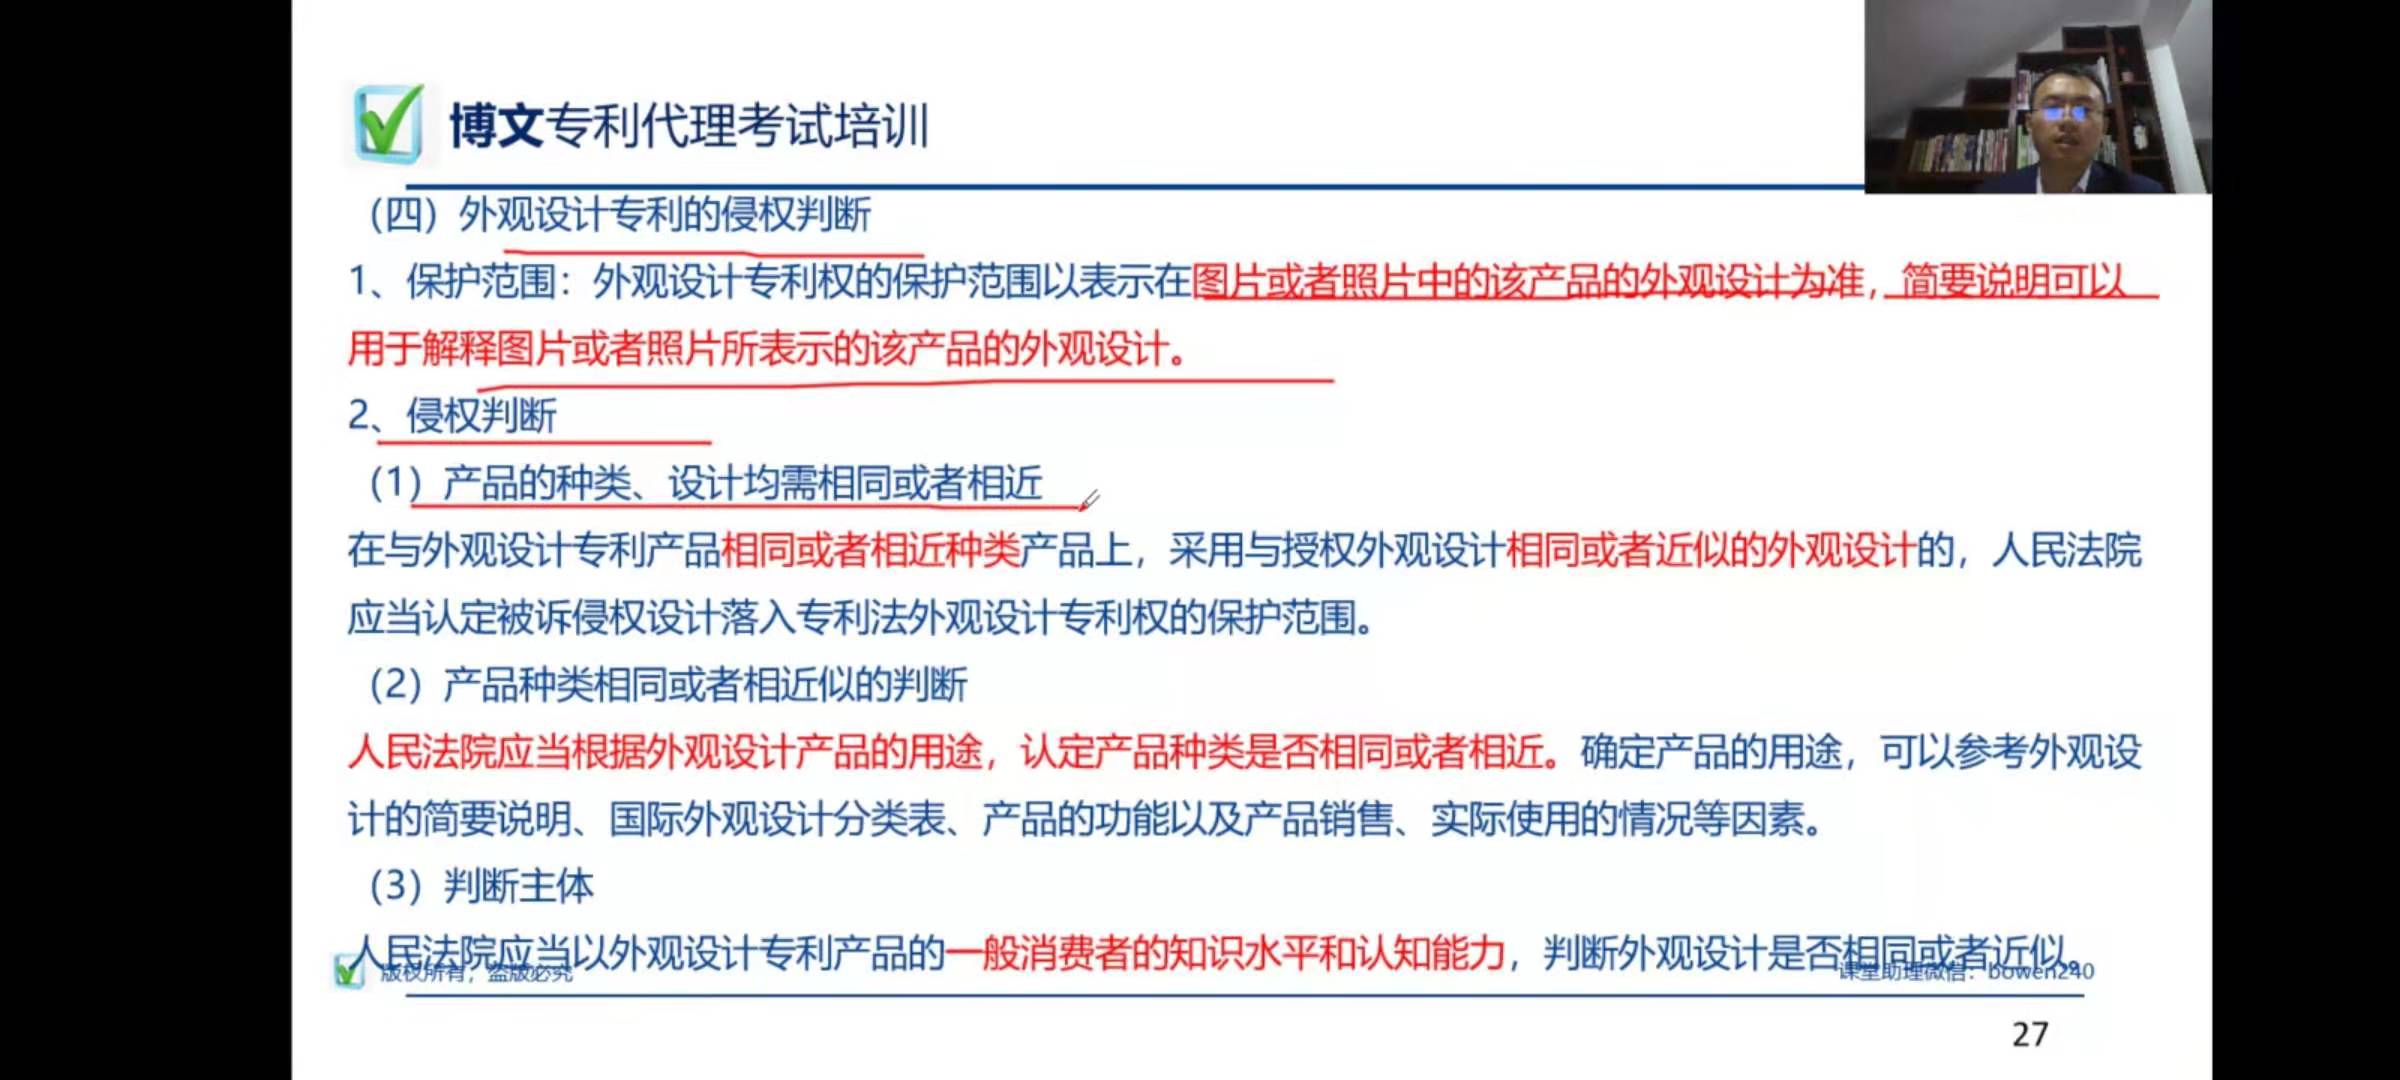 博文专利代理考试培训
（四）外观设计专利的侵权判断
1、保护范围：外观设计专利权的保护范围以表示在图片或者照片中的该产品的外观设计为准，简要说明可以
用于解释图片或者照片所表示的该产品的外观设计。
2、侵权判断
（1）产品的种类、设计均需相同或者相近
在与外观设计专利产品相同或者相近种类产品上，采用与授权外观设计相同或者近似的外观设计的，人民法院
应当认定被诉侵权设计落入专利法外观设计专利权的保护范围。
（2）产品种类相同或者相近似的判断
人民法院应当根据外观设计产品的用途，认定产品种类是否相同或者相近。确定产品的用途，可以参考外观设
计的简要说明、国际外观设计分类表、产品的功能以及产品销售、实际使用的情况等因素。
（3）判断主体
人民法院应当以外观设计专利产品的一般消费者的知识水平和认知能力，判断外观设计是否相同或者近似。
版权所有，盗版必究
课堂助理微信：bowen240
27